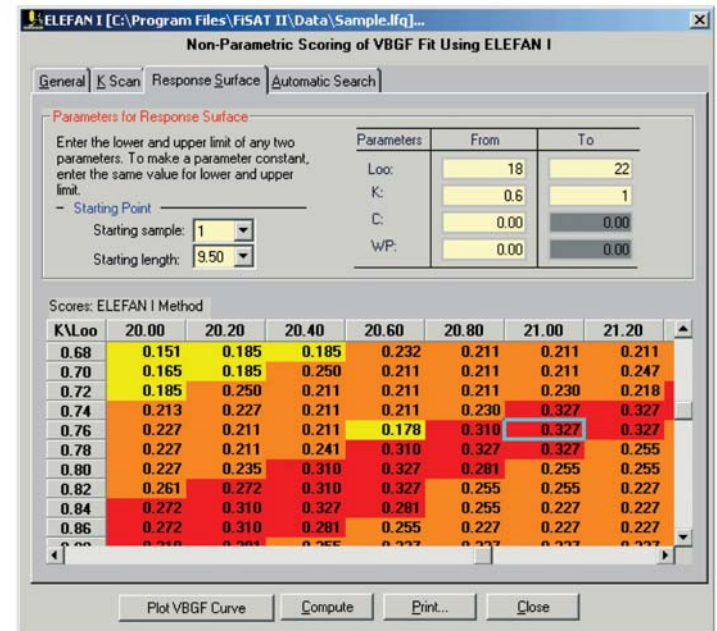 ELEFAN I [C:\Program Files\FiSAT II\Data\Sample.lfq]...
Non-Parametric Scoring of VBGF Fit Using ELEFAN I
General K Scan Response Surface Automatic Search
Parameters for Response Surface
Enter the lower and upper limit of any two
parameters. To make a parameter constant,
enter the same value for lower and upper
limit.
- Starting Point
Starting sample: 1
Starting length: 9.50
Parameters From To
Loo: 18 22
K: 0.6 1
C: 0.00 0.00
WP: 0.00 0.00
Scores: ELEFAN I Method
K\Loo 20.00 20.20 20.40 20.60 20.80 21.00 21.20
0.68 0.151 0.185 0.185 0.232 0.211 0.211 0.211
0.70 0.165 0.185 0.250 0.211 0.211 0.211 0.247
0.72 0.185 0.250 0.211 0.211 0.211 0.230 0.218
0.74 0.213 0.227 0.211 0.211 0.230 0.327 0.327
0.76 0.227 0.211 0.211 0.178 0.310 0.327 0.327
0.78 0.227 0.211 0.241 0.310 0.327 0.327 0.255
0.80 0.227 0.235 0.310 0.327 0.281 0.255 0.255
0.82 0.261 0.272 0.310 0.327 0.255 0.255 0.227
0.84 0.272 0.310 0.327 0.281 0.255 0.227 0.227
0.86 0.272 0.310 0.281 0.255 0.227 0.227 0.227
Plot VBGF Curve Compute Print... Close